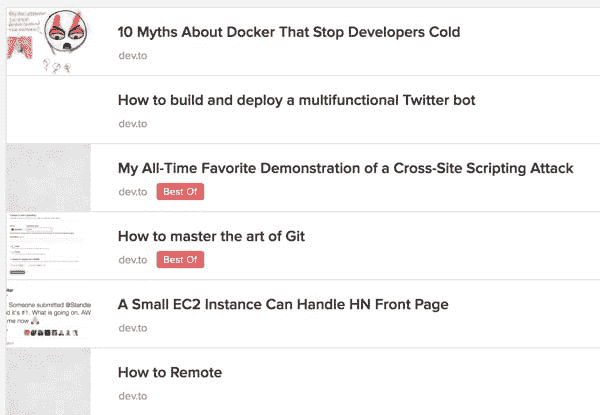 10 Myths About Docker That Stop Developers Cold
dev.to
How to build and deploy a multifunctional Twitter bot
dev.to
My All-Time Favorite Demonstration of a Cross-Site Scripting Attack
dev.to Best Of
How to master the art of Git
dev.to Best Of
Someone submitted @Standle
d it's #1. What is going on. AW
me now
A Small EC2 Instance Can Handle HN Front Page
dev.to
How to Remote
dev.to